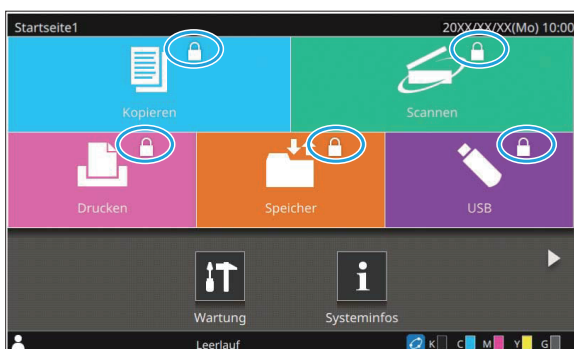 Startseite1 20XX/XX/XX(Mo) 10:00
Kopieren Scannen
Drucken Speicher USB
Wartung Systeminfos
Leerlauf K C M Y G